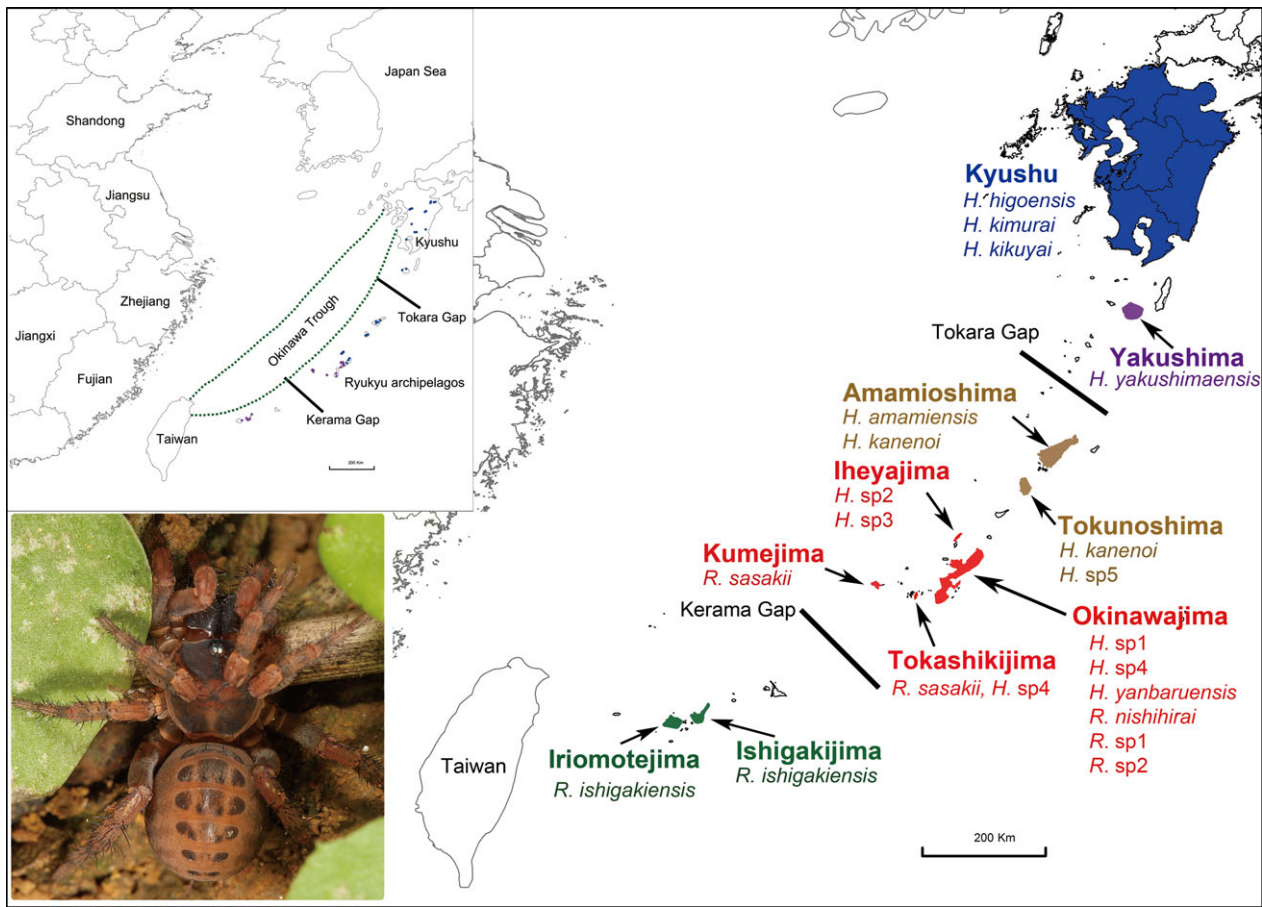 Japan Sea
Shandong
Jiangsu
Kyushu
Zhejiang
Tokara Gap
Okinawa Trough
Jiangxi
Fujian
Ryukyu archipelagos
Kerama Gap
Taiwan
200 Km
Kyushu
H. higoensis
H. kimurai
H. kikuyai
Tokara Gap
Yakushima
H. yakushimaensis
Amamioshima
H. amamiensis
H. kanenoi
Iheyajima
H. sp2
H. sp3
Tokunoshima
H. kanenoi
H. sp5
Kumejima
R. sasakii
Kerama Gap
Okinawajima
H. sp1
H. sp4
H. yanbaruensis
R. nishihirai
R. sp1
R. sp2
Tokashikijima
R. sasakii, H. sp4
Taiwan
Iriomotejima
R. ishigakiensis
Ishigakijima
R. ishigakiensis
200 Km